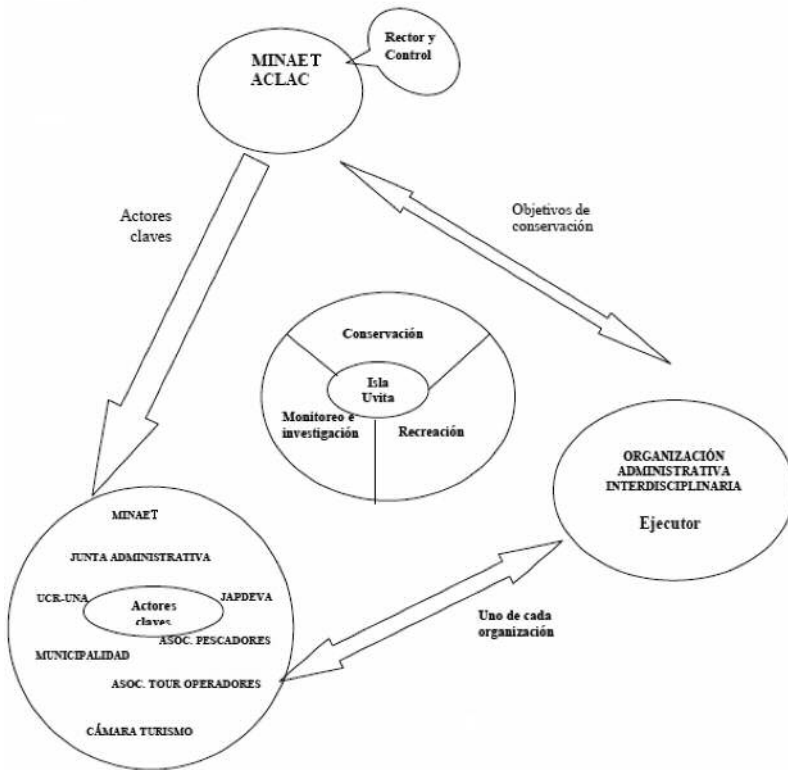 Rector y
Control
MINAET
ACLAC
Actores
claves
Objetivos de
conservación
Conservación
Isla
Uvita
Monitoreo e
investigación
Recreación
ORGANIZACIÓN
ADMINISTRATIVA
INTERDISCIPLINARIA
Ejecutor
MINAET
JUNTA ADMINISTRATIVA
UCR-UNA
JAPDEVA
Actores
claves
ASOC. PESCADORES
MUNICIPALIDAD
ASOC. TOUR OPERADORES
CÁMARA TURISMO
Uno de cada
organización